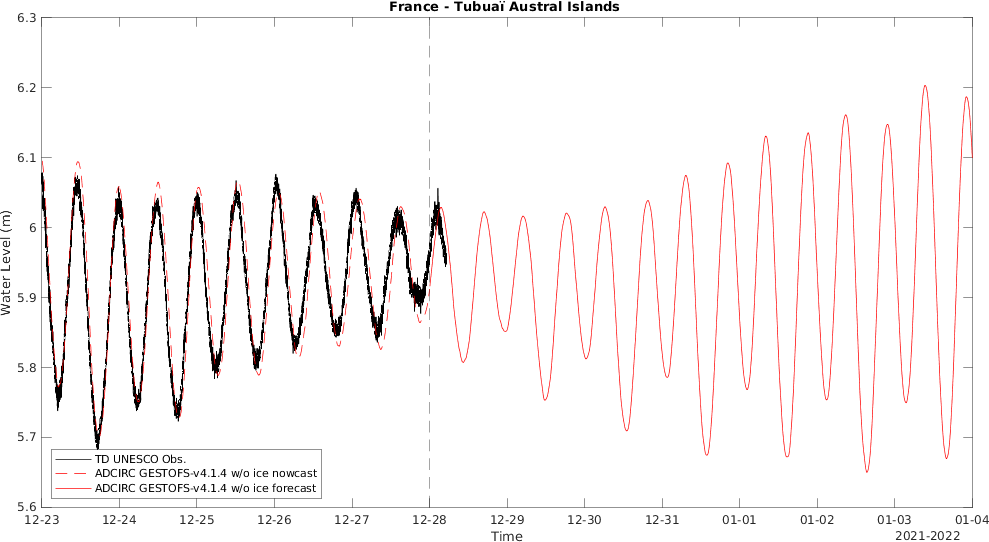 France - Tubuaï Austral Islands
6.3
6.2
6.1
6
5.9
5.8
5.7
5.6
Water Level (m)
TD UNESCO Obs.
ADCIRC GESTOFS-v4.1.4 w/o ice nowcast
ADCIRC GESTOFS-v4.1.4 w/o ice forecast
12-23 12-24 12-25 12-26 12-27 12-28 12-29 12-30 12-31 01-01 01-02 01-03 01-04
Time
2021-2022